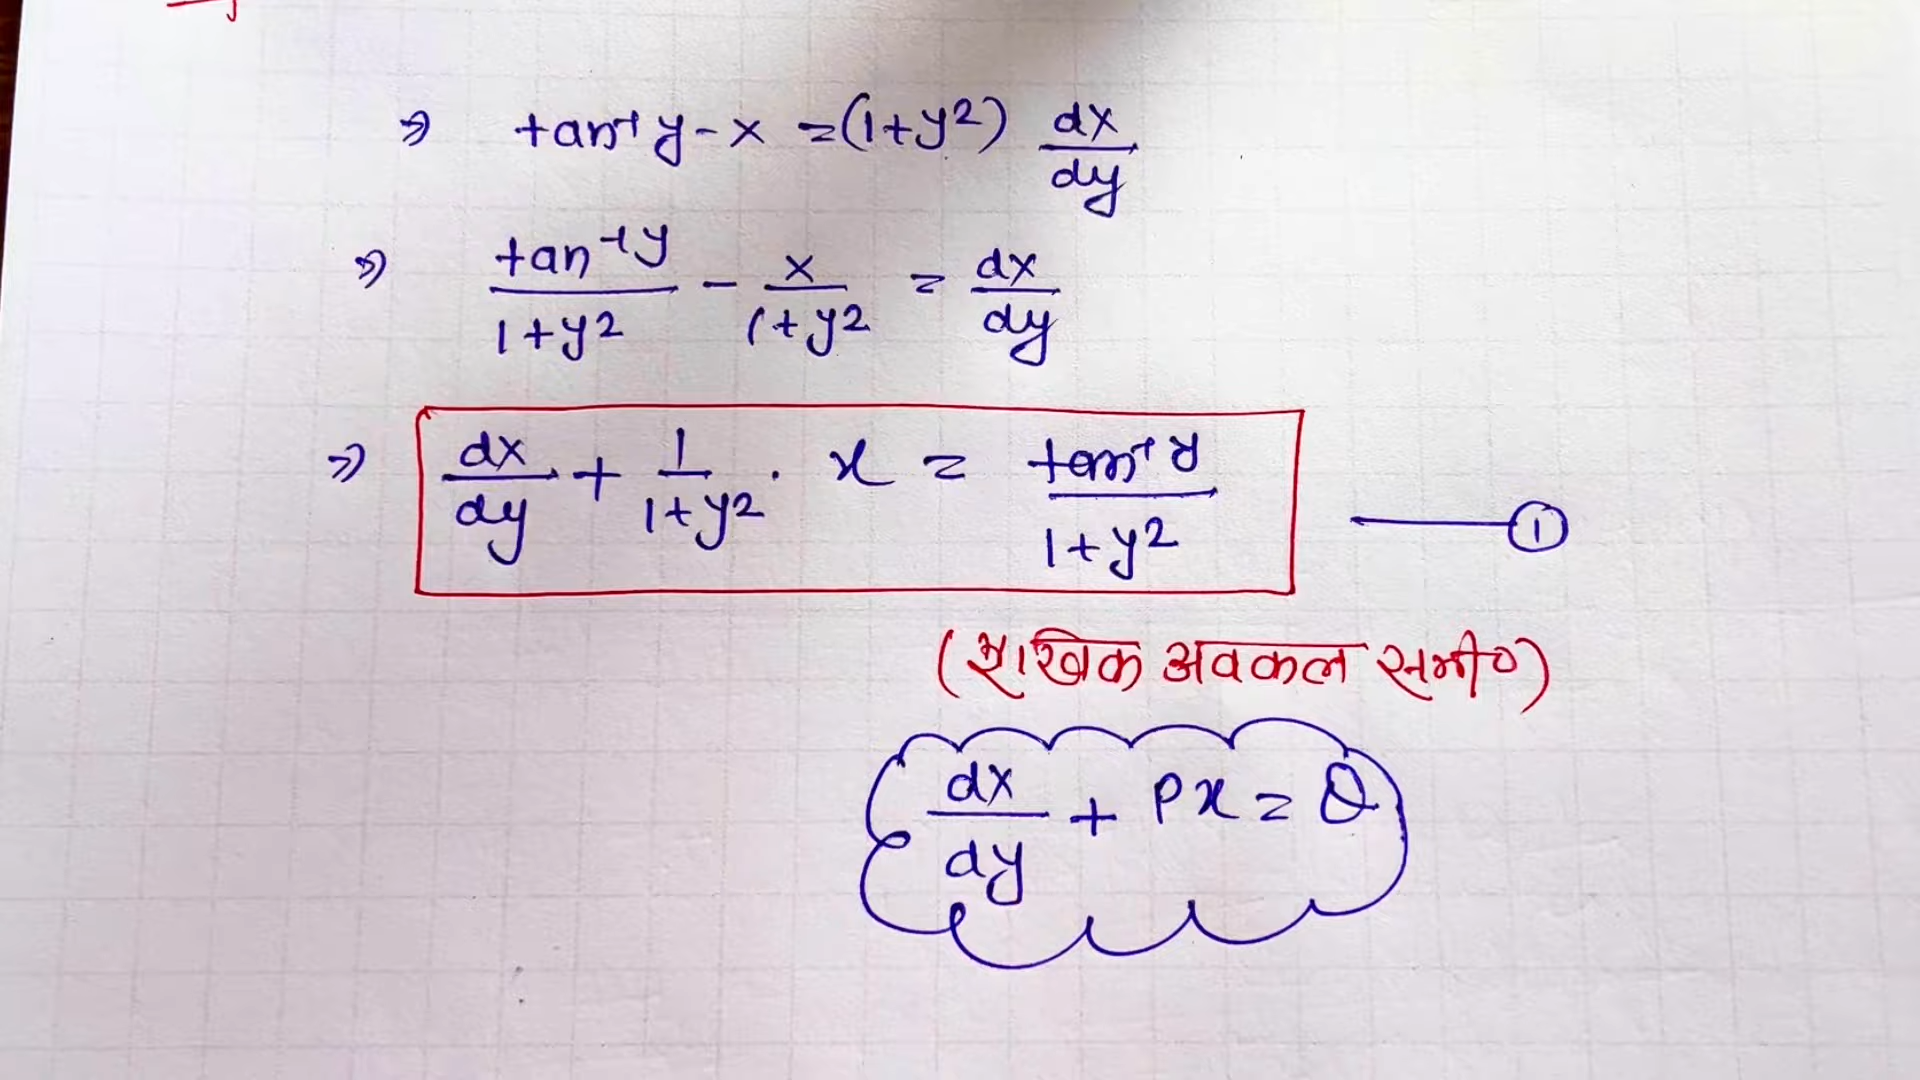 ⇒ tan⁻¹y - x = (1+y²) dx/dy
⇒ tan⁻¹y/1+y² - x/1+y² = dx/dy
⇒ dx/dy + 1/1+y² · x = tan⁻¹y/1+y² —— ①
अवकल समी०)
dx/dy + Px = Q